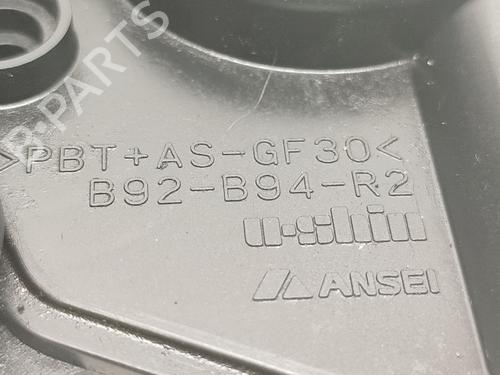 >PBT+AS-GF30<
B92-B94-R2
u-shin
ANSEI
B-PARTS